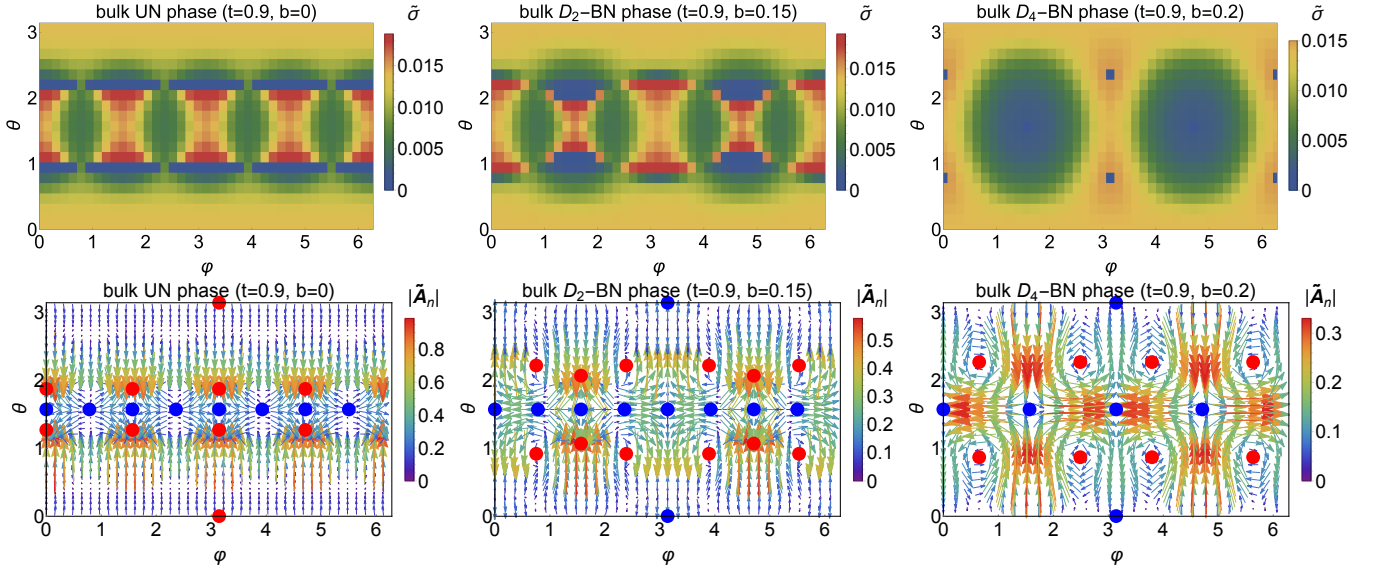 bulk UN phase (t=0.9, b=0)
σ̃
bulk D₂−BN phase (t=0.9, b=0.15)
σ̃
bulk D₄−BN phase (t=0.9, b=0.2)
σ̃
3
2
θ
1
0
0 1 2 3 4 5 6
φ
0.015
0.010
0.005
0
3
2
θ
1
0
0 1 2 3 4 5 6
φ
0.015
0.010
0.005
0
3
2
θ
1
0
0 1 2 3 4 5 6
φ
0.015
0.010
0.005
0
bulk UN phase (t=0.9, b=0)
|Ãₙ|
bulk D₂−BN phase (t=0.9, b=0.15)
|Ãₙ|
bulk D₄−BN phase (t=0.9, b=0.2)
|Ãₙ|
3
2
θ
1
0
0 1 2 3 4 5 6
φ
0.8
0.6
0.4
0.2
0
3
2
θ
1
0
0 1 2 3 4 5 6
φ
0.5
0.4
0.3
0.2
0.1
0
3
2
θ
1
0
0 1 2 3 4 5 6
φ
0.3
0.2
0.1
0